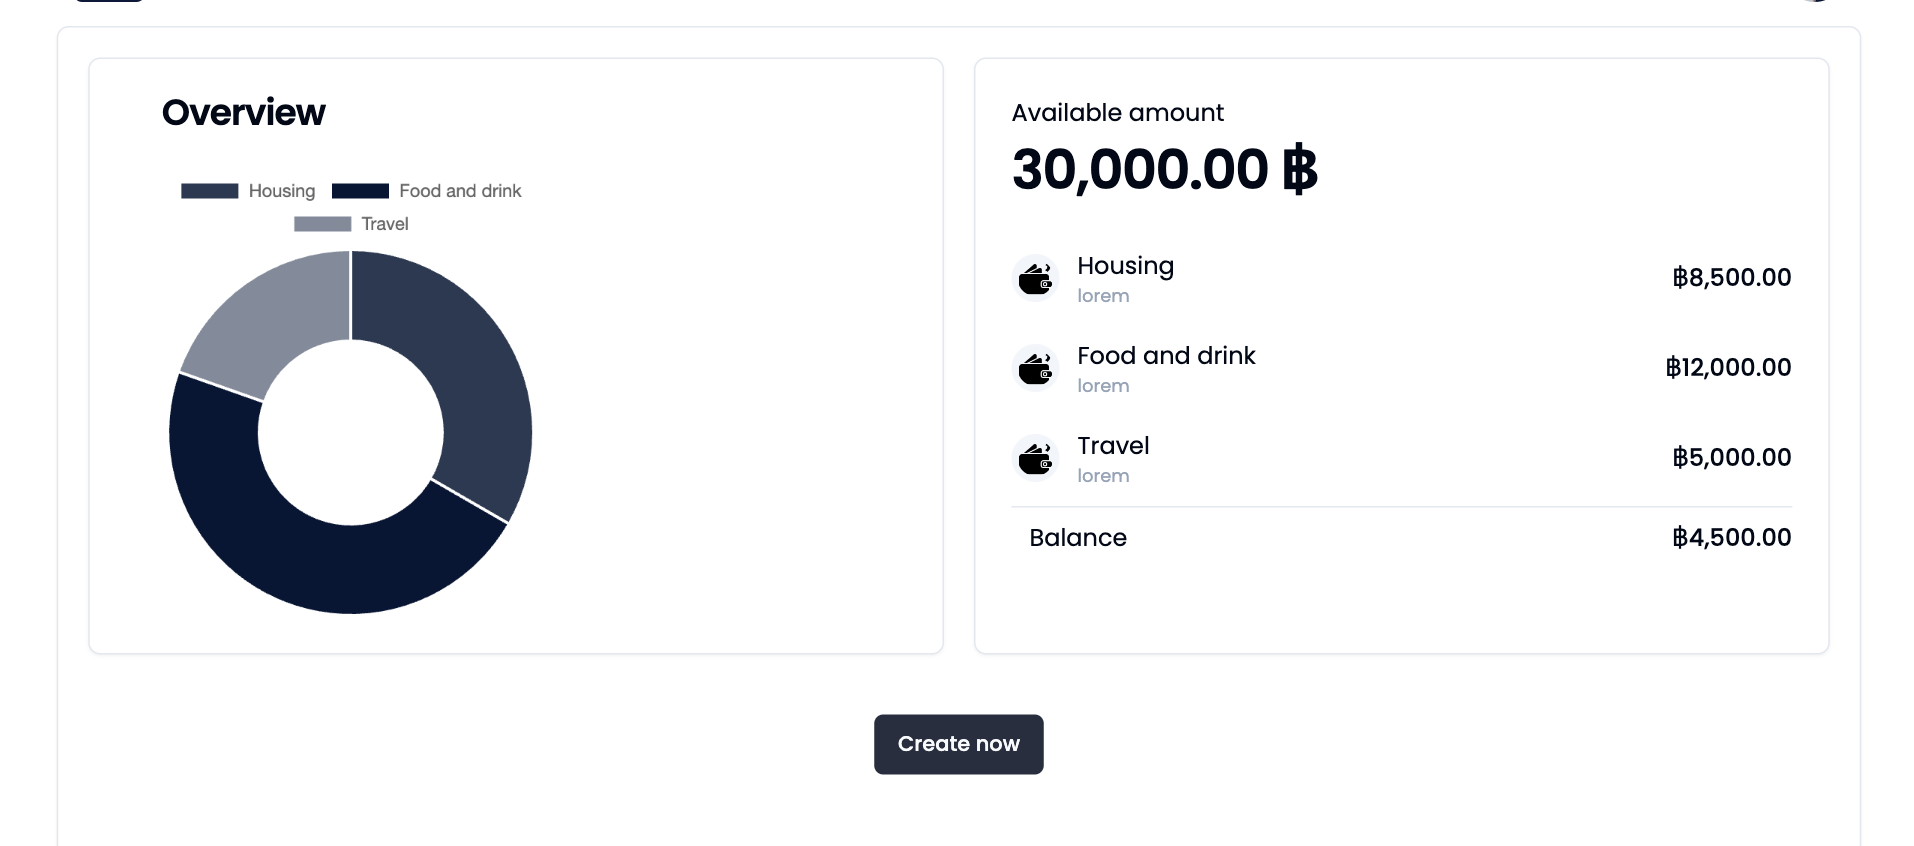 Overview
Housing
Food and drink
Travel
Available amount
30,000.00 ฿
Housing
lorem
฿8,500.00
Food and drink
lorem
฿12,000.00
Travel
lorem
฿5,000.00
Balance
฿4,500.00
Create now